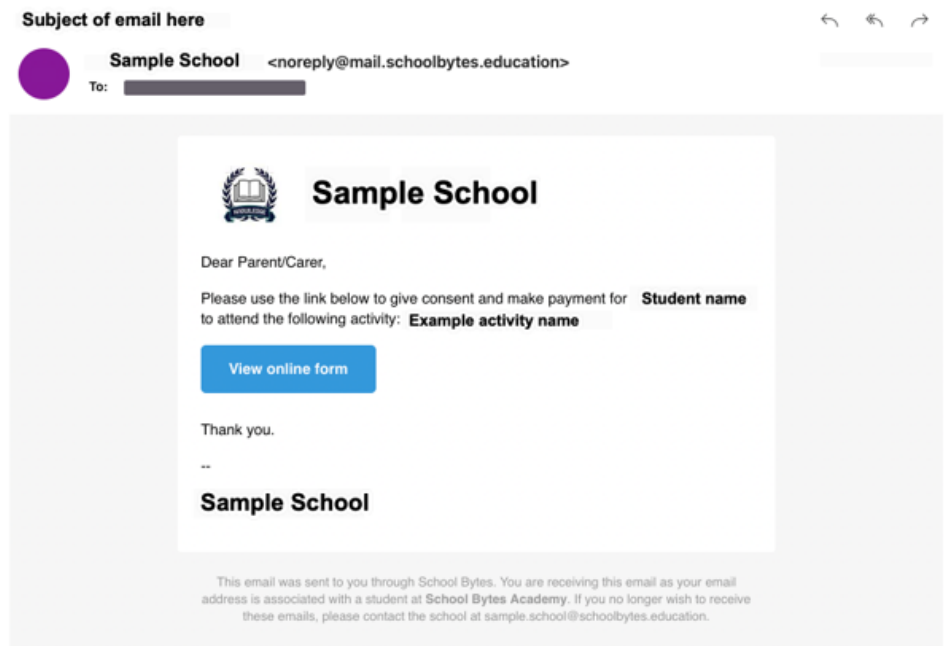 Subject of email here
Sample School <noreply@mail.schoolbytes.education>
To:
Sample School
Dear Parent/Carer,
Please use the link below to give consent and make payment for Student name
to attend the following activity: Example activity name
View online form
Thank you.
--
Sample School
This email was sent to you through School Bytes. You are receiving this email as your email
address is associated with a student at School Bytes Academy. If you no longer wish to receive
these emails, please contact the school at sample.school@schoolbytes.education.